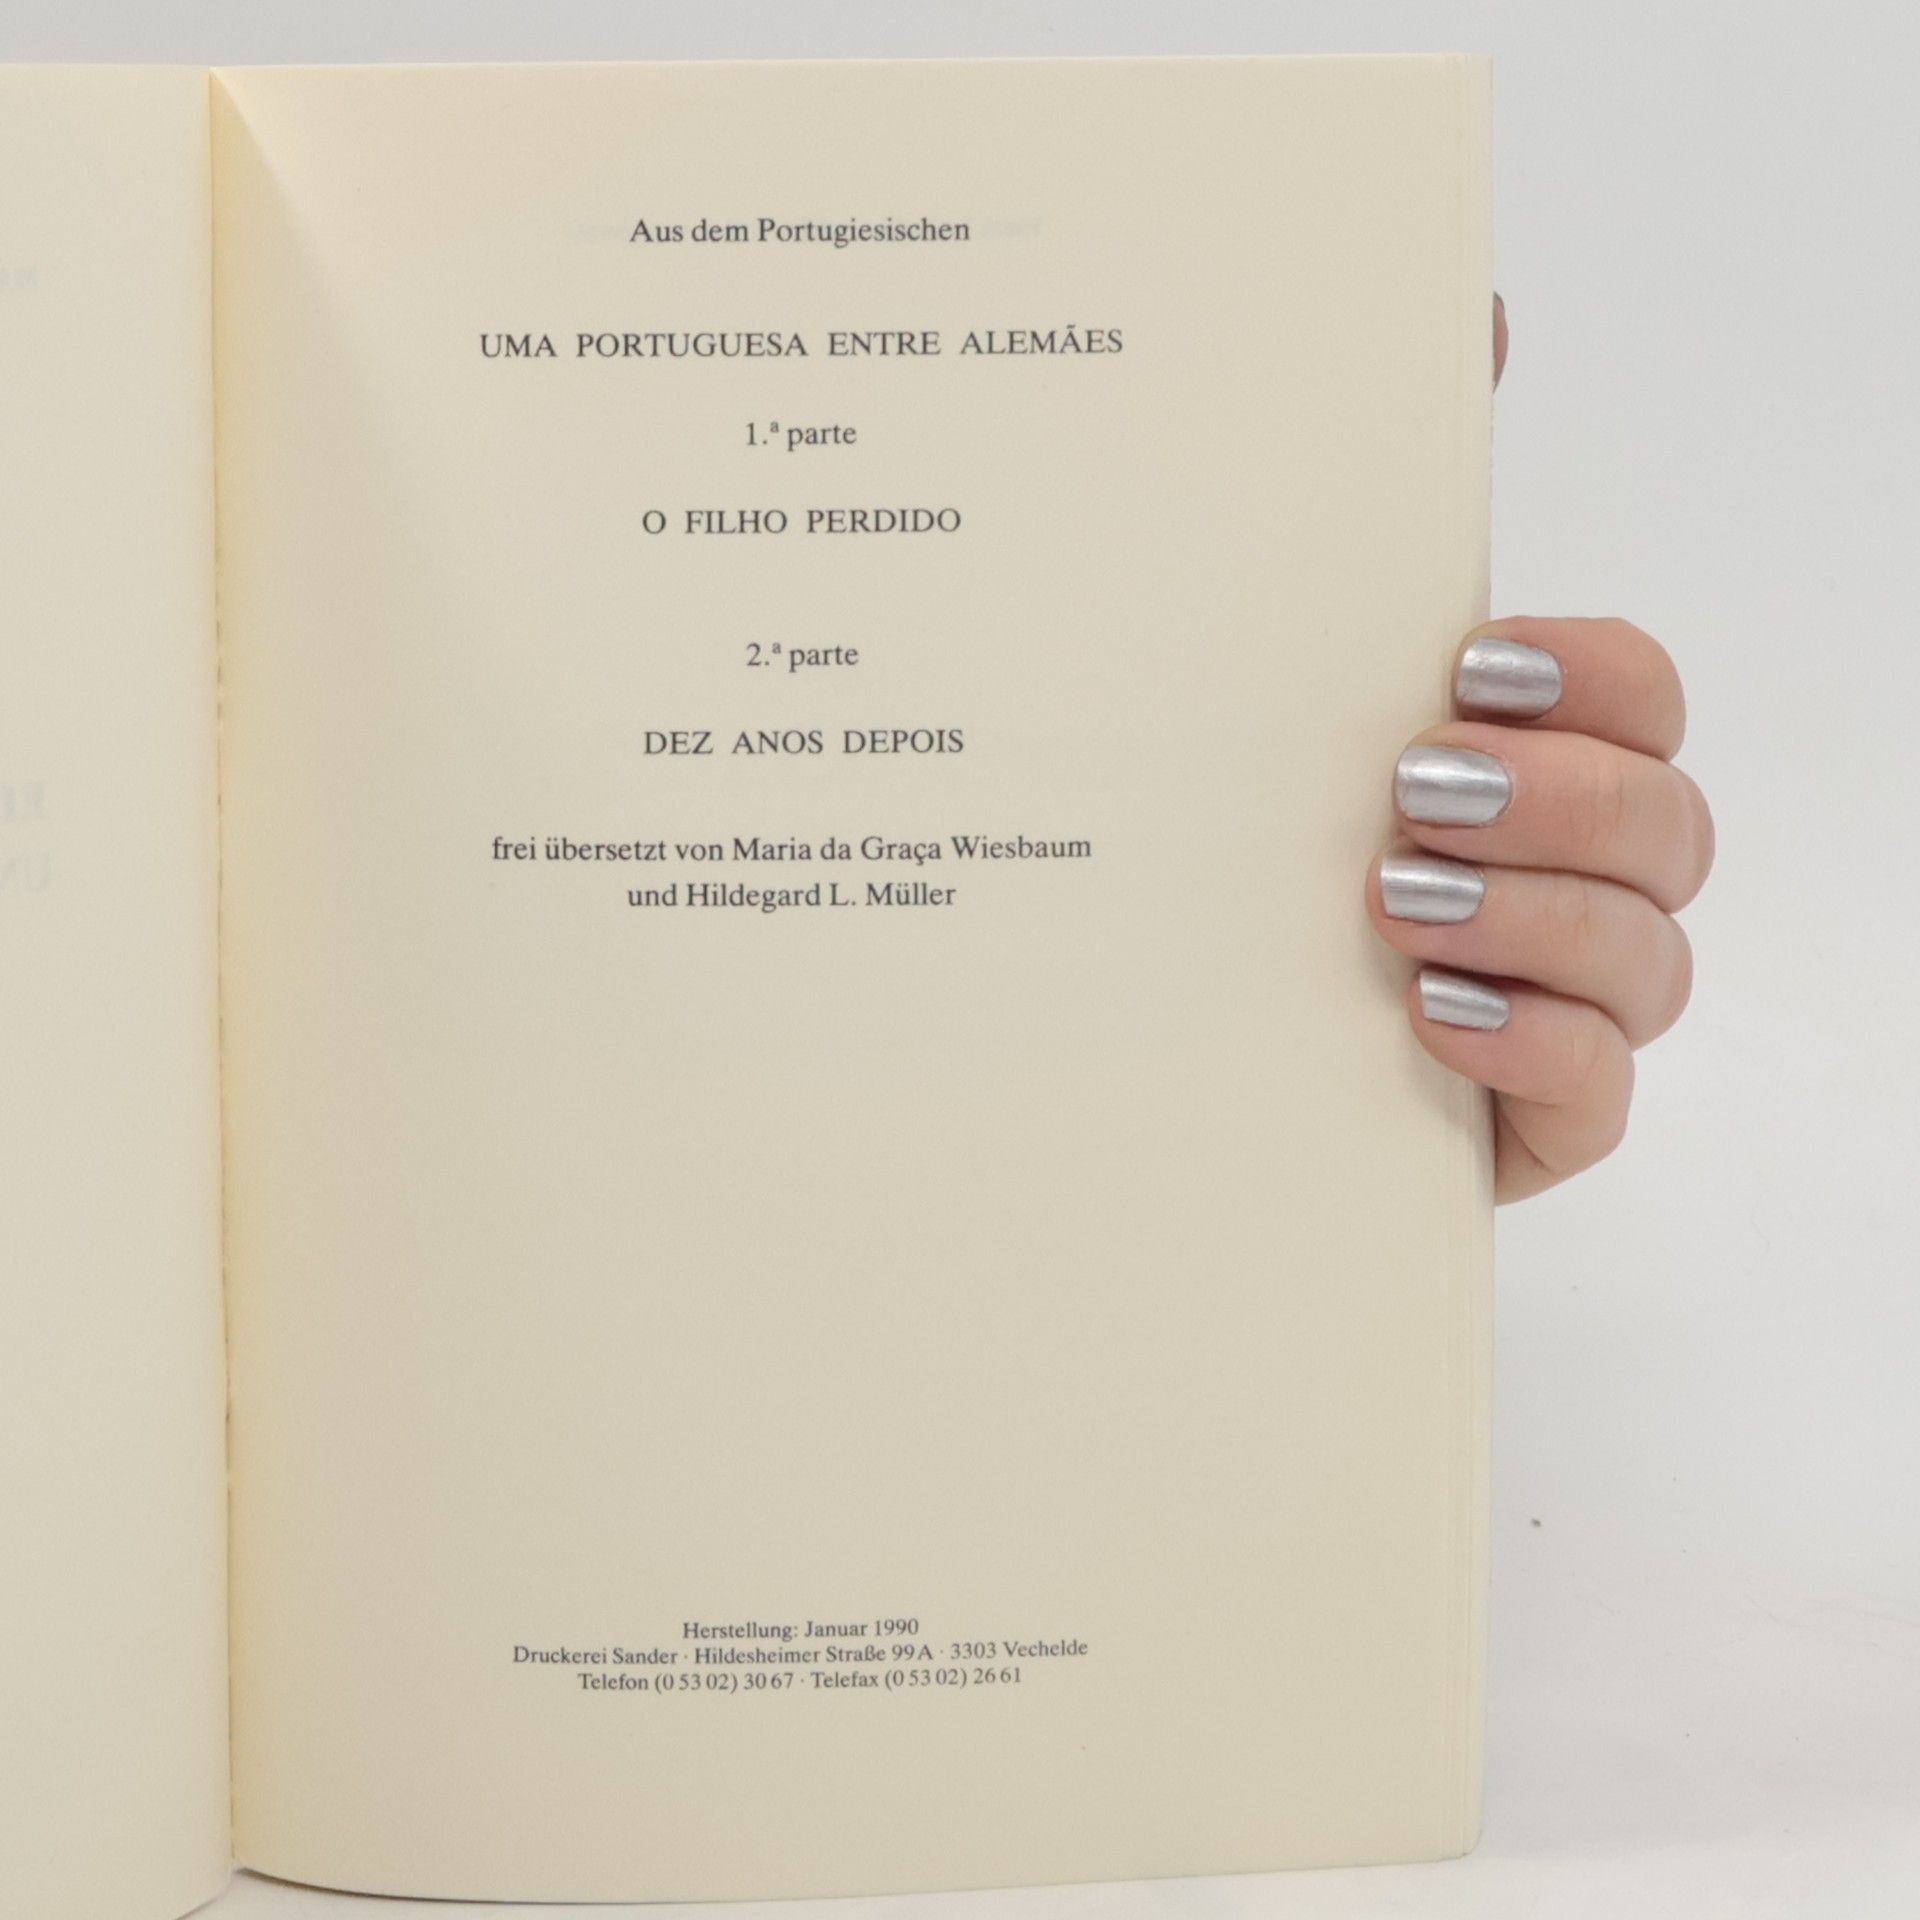 Aus dem Portugiesischen
UMA PORTUGUESA ENTRE ALEMÃES
1.ª parte
O FILHO PERDIDO
2.ª parte
DEZ ANOS DEPOIS
frei übersetzt von Maria da Graça Wiesbaum
und Hildegard L. Müller
Herstellung: Januar 1990
Druckerei Sander · Hildesheimer Straße 99 A · 3303 Vechelde
Telefon (0 53 02) 30 67 · Telefax (0 53 02) 26 61